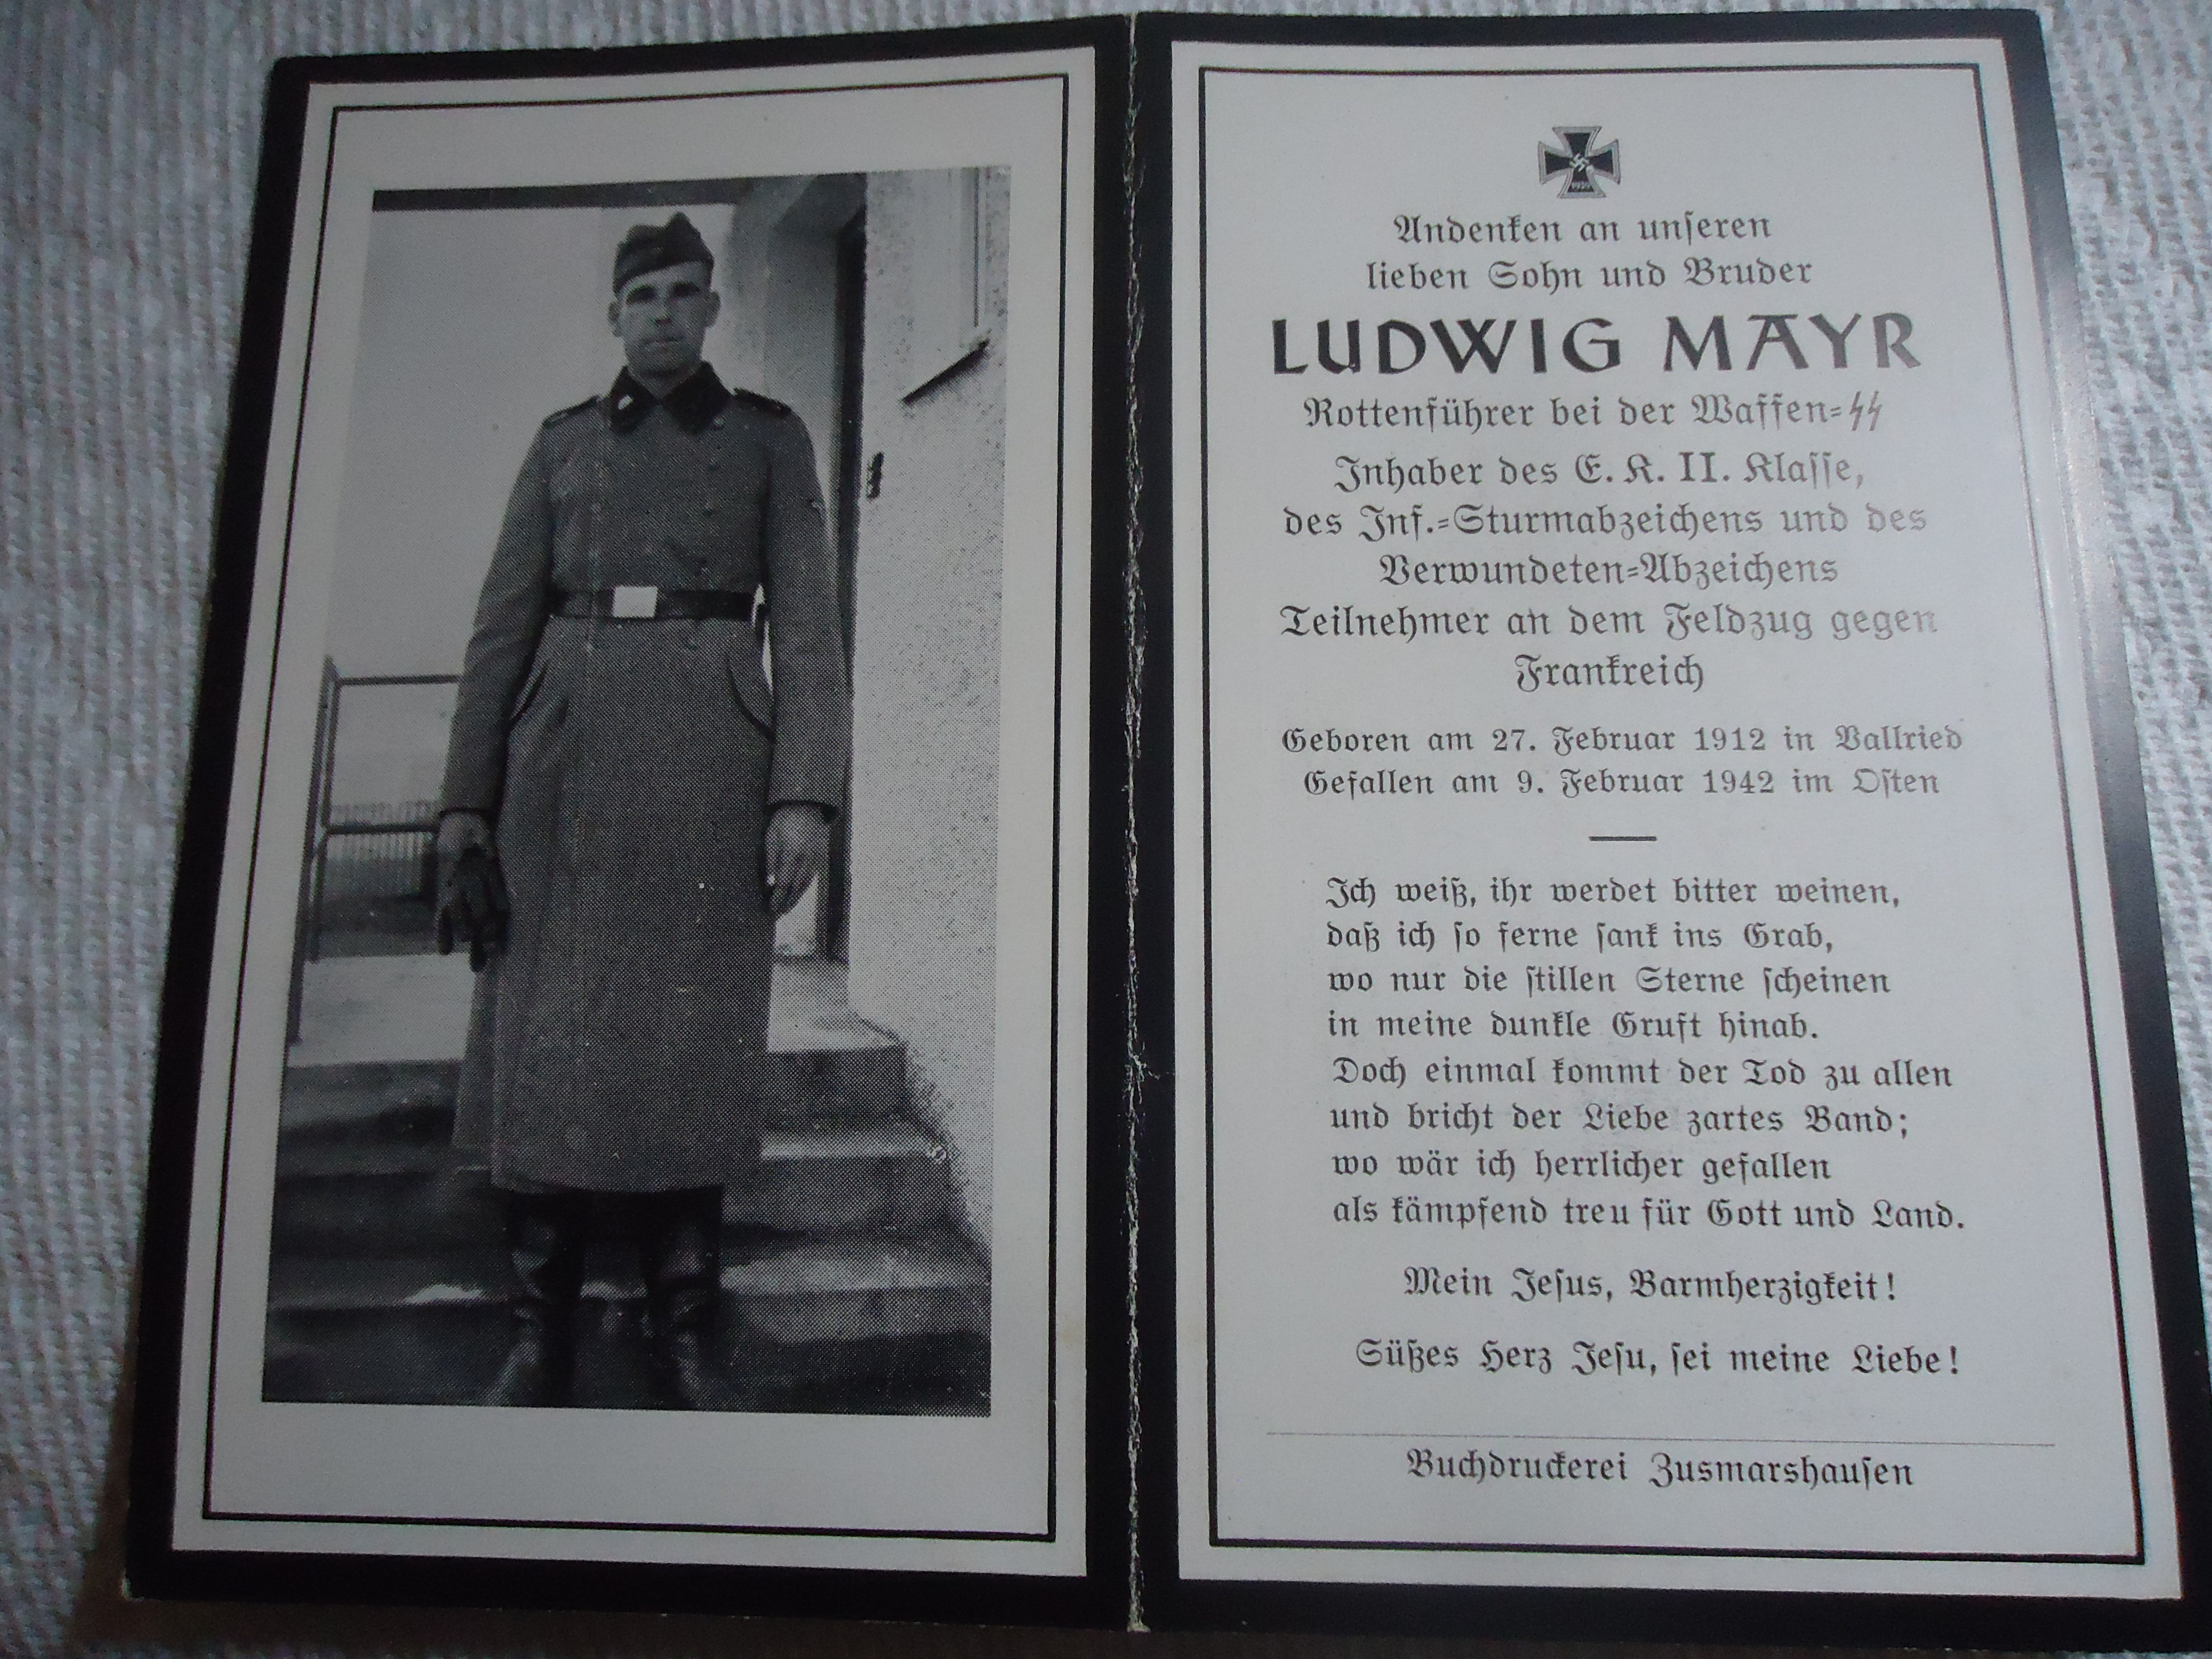 Andenken an unseren
lieben Sohn und Bruder
LUDWIG MAYR
Rottenführer bei der Waffen-ᛋᛋ
Inhaber des E. K. II. Klasse,
des Inf.-Sturmabzeichens und des
Verwundeten-Abzeichens
Teilnehmer an dem Feldzug gegen
Frankreich
Geboren am 27. Februar 1912 in Vallried
Gefallen am 9. Februar 1942 im Osten
Ich weiß, ihr werdet bitter weinen,
daß ich so ferne sank ins Grab,
wo nur die stillen Sterne scheinen
in meine dunkle Gruft hinab.
Doch einmal kommt der Tod zu allen
und bricht der Liebe zartes Band;
wo wär ich herrlicher gefallen
als kämpfend treu für Gott und Land.
Mein Jesus, Barmherzigkeit!
Süßes Herz Jesu, sei meine Liebe!
Buchdruckerei Zusmarshausen